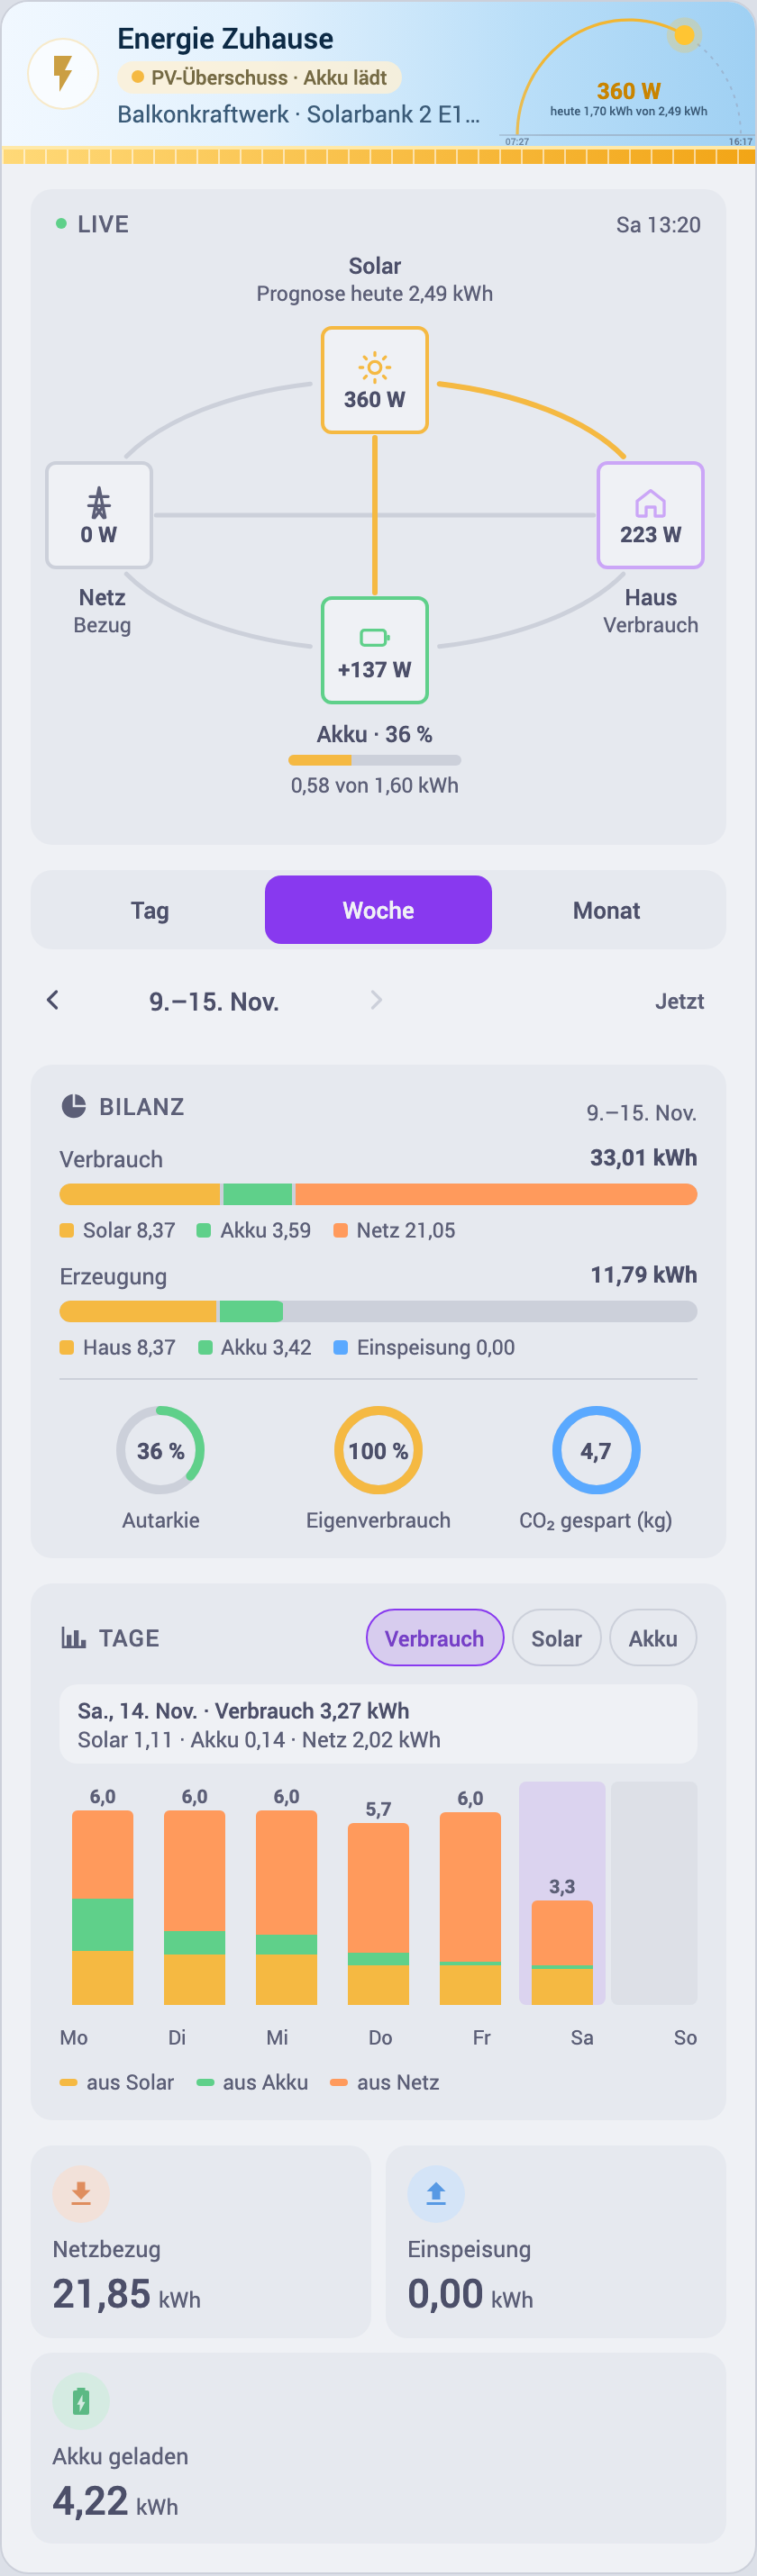 Energie Zuhause
PV-Überschuss · Akku lädt
Balkonkraftwerk · Solarbank 2 E1…
360 W
heute 1,70 kWh von 2,49 kWh
07:27
16:17
LIVE
Sa 13:20
Solar
Prognose heute 2,49 kWh
360 W
0 W
223 W
Netz
Bezug
Haus
Verbrauch
+137 W
Akku · 36 %
0,58 von 1,60 kWh
Tag
Woche
Monat
9.–15. Nov.
Jetzt
BILANZ
9.–15. Nov.
Verbrauch
33,01 kWh
Solar 8,37
Akku 3,59
Netz 21,05
Erzeugung
11,79 kWh
Haus 8,37
Akku 3,42
Einspeisung 0,00
36 %
100 %
4,7
Autarkie
Eigenverbrauch
CO₂ gespart (kg)
TAGE
Verbrauch
Solar
Akku
Sa., 14. Nov. · Verbrauch 3,27 kWh
Solar 1,11 · Akku 0,14 · Netz 2,02 kWh
6,0
6,0
6,0
5,7
6,0
3,3
Mo
Di
Mi
Do
Fr
Sa
So
aus Solar
aus Akku
aus Netz
Netzbezug
21,85 kWh
Einspeisung
0,00 kWh
Akku geladen
4,22 kWh